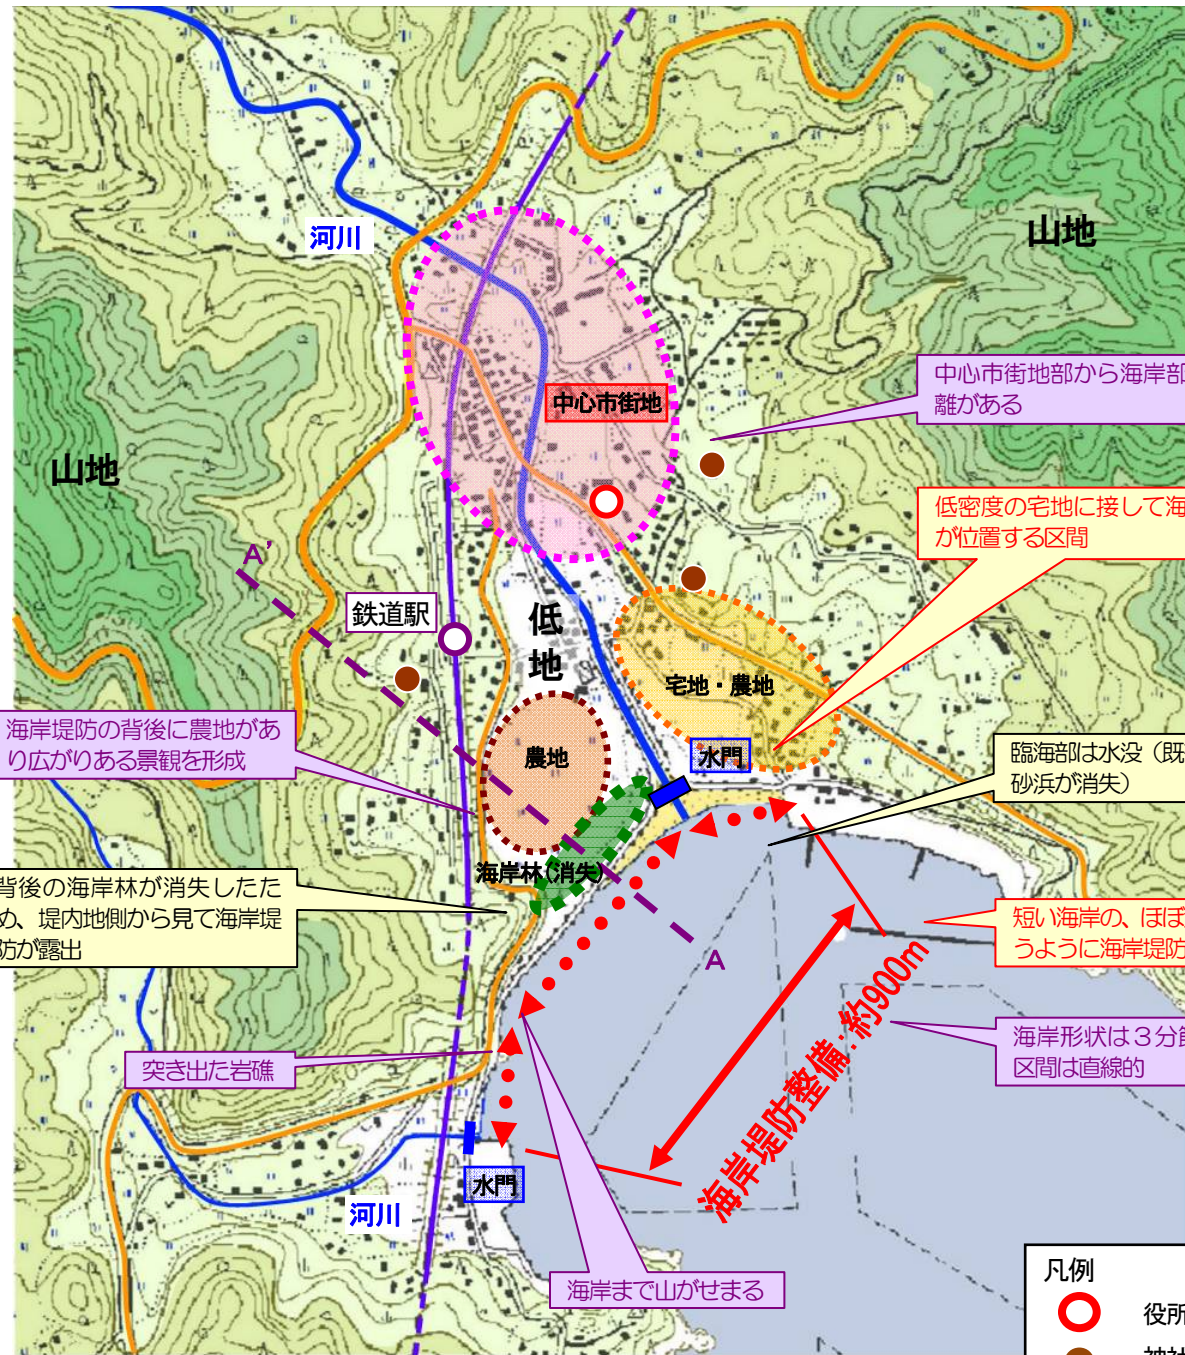 河川
山地
中心市街地部から海岸部
離がある
中心市街地
山地
低密度の宅地に接して海
が位置する区間
A'
鉄道駅
低
地
宅地・農地
海岸堤防の背後に農地があ
り広がりある景観を形成
農地
水門
臨海部は水没（既
砂浜が消失）
海岸林(消失)
背後の海岸林が消失したた
め、堤内地側から見て海岸堤
防が露出
短い海岸の、ほぼ
うように海岸堤防
A
海岸堤防整備：約900m
海岸形状は３分節
区間は直線的
突き出た岩礁
水門
河川
海岸まで山がせまる
凡例
役所
神社